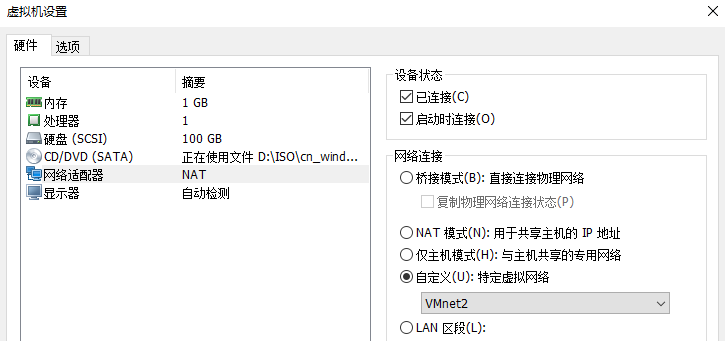 虚拟机设置
硬件 选项
设备 摘要
内存 1 GB
处理器 1
硬盘 (SCSI) 100 GB
CD/DVD (SATA) 正在使用文件 D:\ISO\cn_wind...
网络适配器 NAT
显示器 自动检测
设备状态
已连接(C)
启动时连接(O)
网络连接
桥接模式(B): 直接连接物理网络
复制物理网络连接状态(P)
NAT 模式(N): 用于共享主机的 IP 地址
仅主机模式(H): 与主机共享的专用网络
自定义(U): 特定虚拟网络
VMnet2
LAN 区段(L):